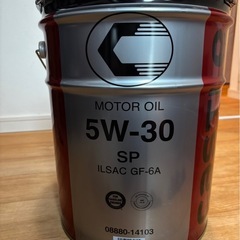 MOTOR OIL
5W-30
SP
ILSAC GF-6A
08880-14103